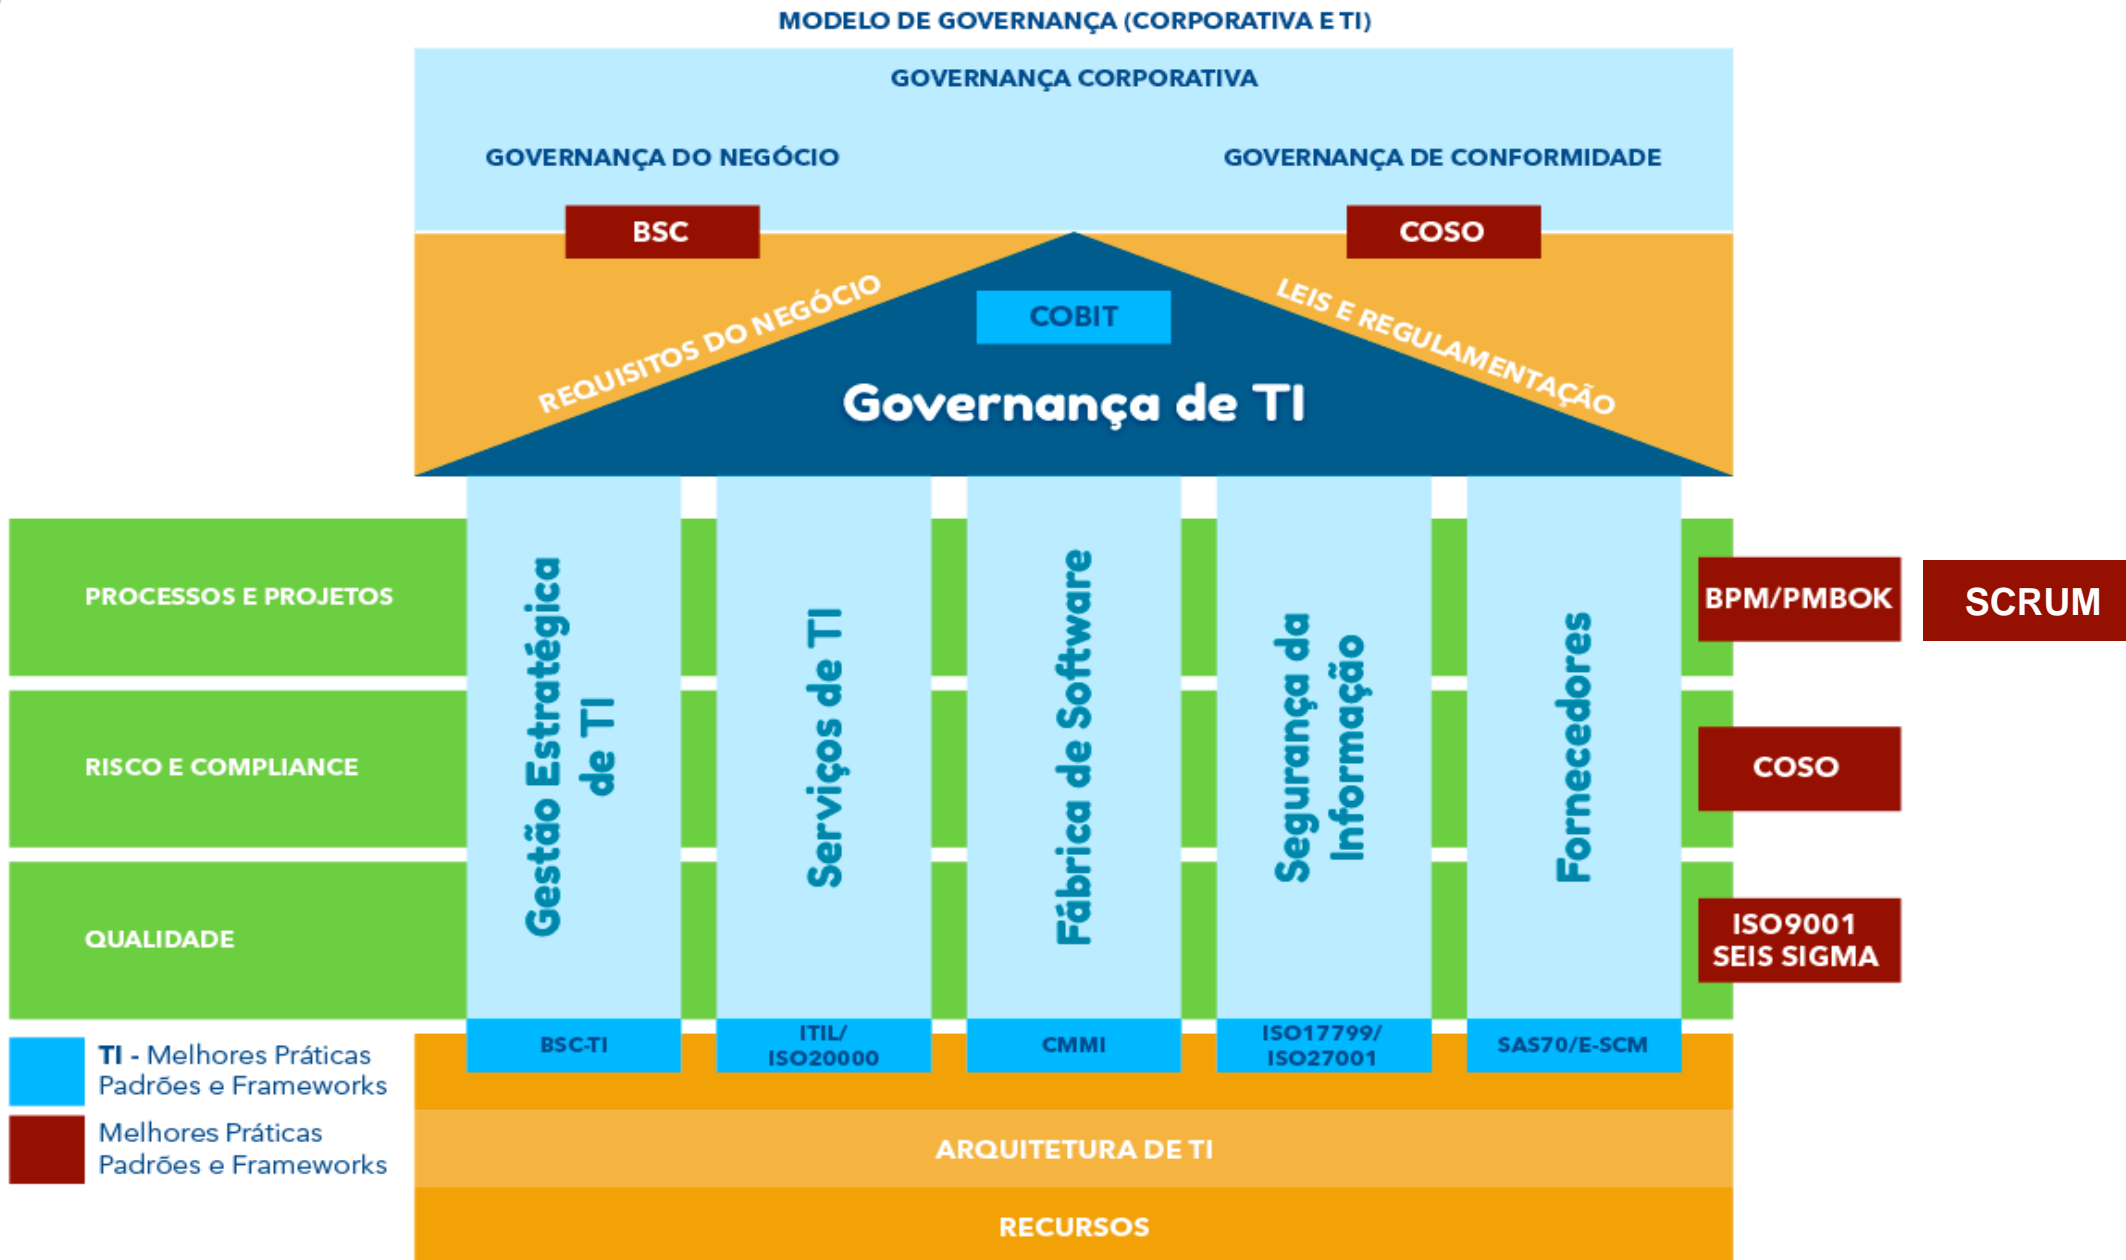 MODELO DE GOVERNANÇA (CORPORATIVA E TI)
GOVERNANÇA CORPORATIVA
GOVERNANÇA DO NEGÓCIO
GOVERNANÇA DE CONFORMIDADE
BSC
COSO
REQUISITOS DO NEGÓCIO
COBIT
LEIS E REGULAMENTAÇÃO
Governança de TI
PROCESSOS E PROJETOS
RISCO E COMPLIANCE
QUALIDADE
Gestão Estratégica
de TI
Serviços de TI
Fábrica de Software
Segurança da
Informação
Fornecedores
BPM/PMBOK
SCRUM
COSO
ISO9001
SEIS SIGMA
BSC-TI
ITIL/
ISO20000
CMMI
ISO17799/
ISO27001
SAS70/E-SCM
TI - Melhores Práticas
Padrões e Frameworks
Melhores Práticas
Padrões e Frameworks
ARQUITETURA DE TI
RECURSOS